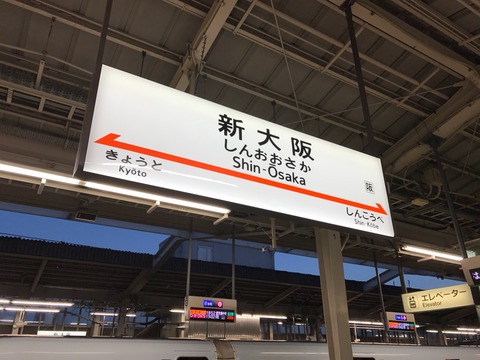 新大阪
しんおおさか
Shin-Ōsaka
きょうと
Kyōto
阪
しんこうべ
Shin-Kōbe
エレベーター
Elevator